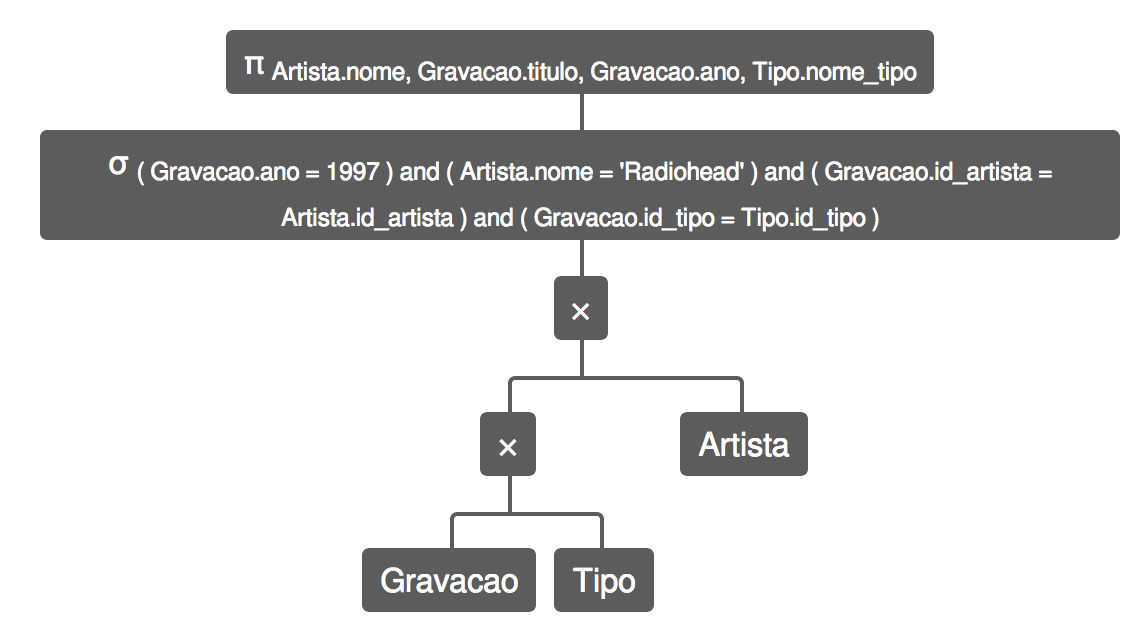 π Artista.nome, Gravacao.titulo, Gravacao.ano, Tipo.nome_tipo
σ ( Gravacao.ano = 1997 ) and ( Artista.nome = 'Radiohead' ) and ( Gravacao.id_artista =
Artista.id_artista ) and ( Gravacao.id_tipo = Tipo.id_tipo )
×
×
Artista
Gravacao
Tipo